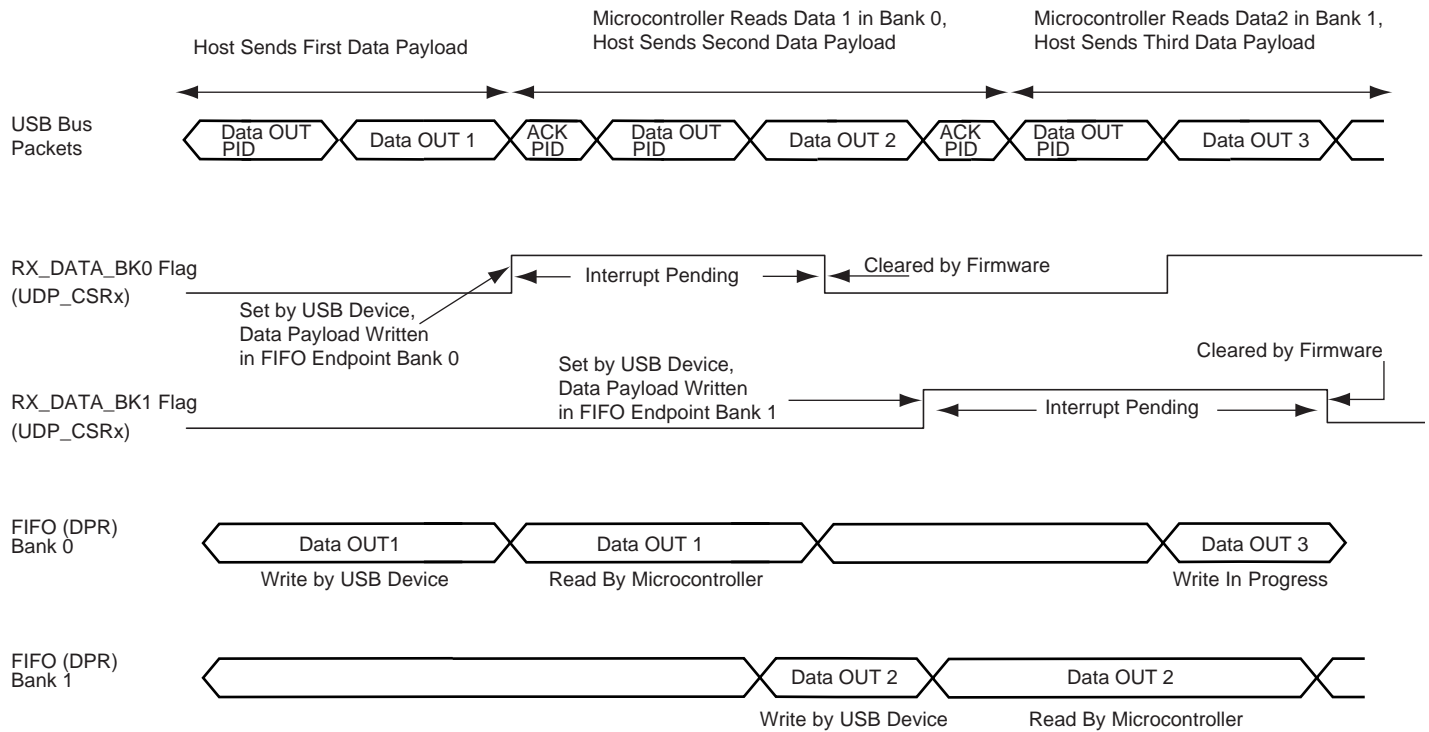 Host Sends First Data Payload
Microcontroller Reads Data 1 in Bank 0,
Host Sends Second Data Payload
Microcontroller Reads Data2 in Bank 1,
Host Sends Third Data Payload
USB Bus
Packets
Data OUT
PID
Data OUT 1
ACK
PID
Data OUT
PID
Data OUT 2
ACK
PID
Data OUT
PID
Data OUT 3
RX_DATA_BK0 Flag
(UDP_CSRx)
Interrupt Pending
Cleared by Firmware
Set by USB Device,
Data Payload Written
in FIFO Endpoint Bank 0
RX_DATA_BK1 Flag
(UDP_CSRx)
Set by USB Device,
Data Payload Written
in FIFO Endpoint Bank 1
Interrupt Pending
Cleared by Firmware
FIFO (DPR)
Bank 0
Data OUT1
Data OUT 1
Data OUT 3
Write by USB Device
Read By Microcontroller
Write In Progress
FIFO (DPR)
Bank 1
Data OUT 2
Data OUT 2
Write by USB Device
Read By Microcontroller